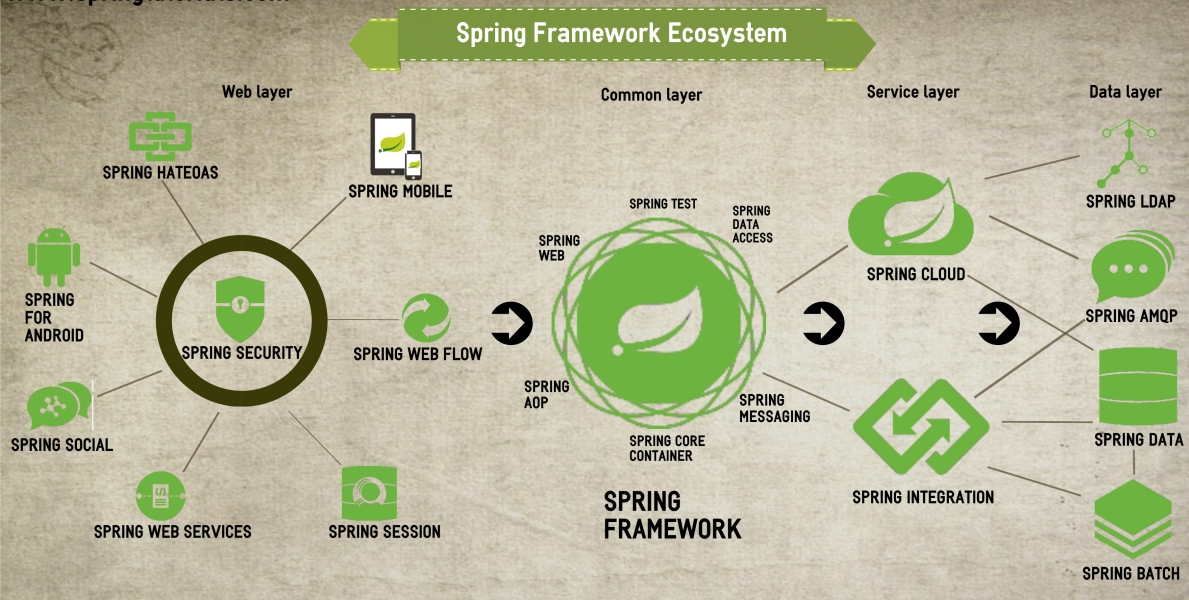 Spring Framework Ecosystem
Web layer
Common layer
Service layer
Data layer
SPRING HATEOAS
SPRING MOBILE
SPRING
FOR
ANDROID
SPRING SECURITY
SPRING WEB FLOW
SPRING SOCIAL
SPRING WEB SERVICES
SPRING SESSION
SPRING TEST
SPRING
DATA
ACCESS
SPRING
WEB
SPRING
AOP
SPRING
MESSAGING
SPRING CORE
CONTAINER
SPRING
FRAMEWORK
SPRING CLOUD
SPRING INTEGRATION
SPRING LDAP
SPRING AMQP
SPRING DATA
SPRING BATCH